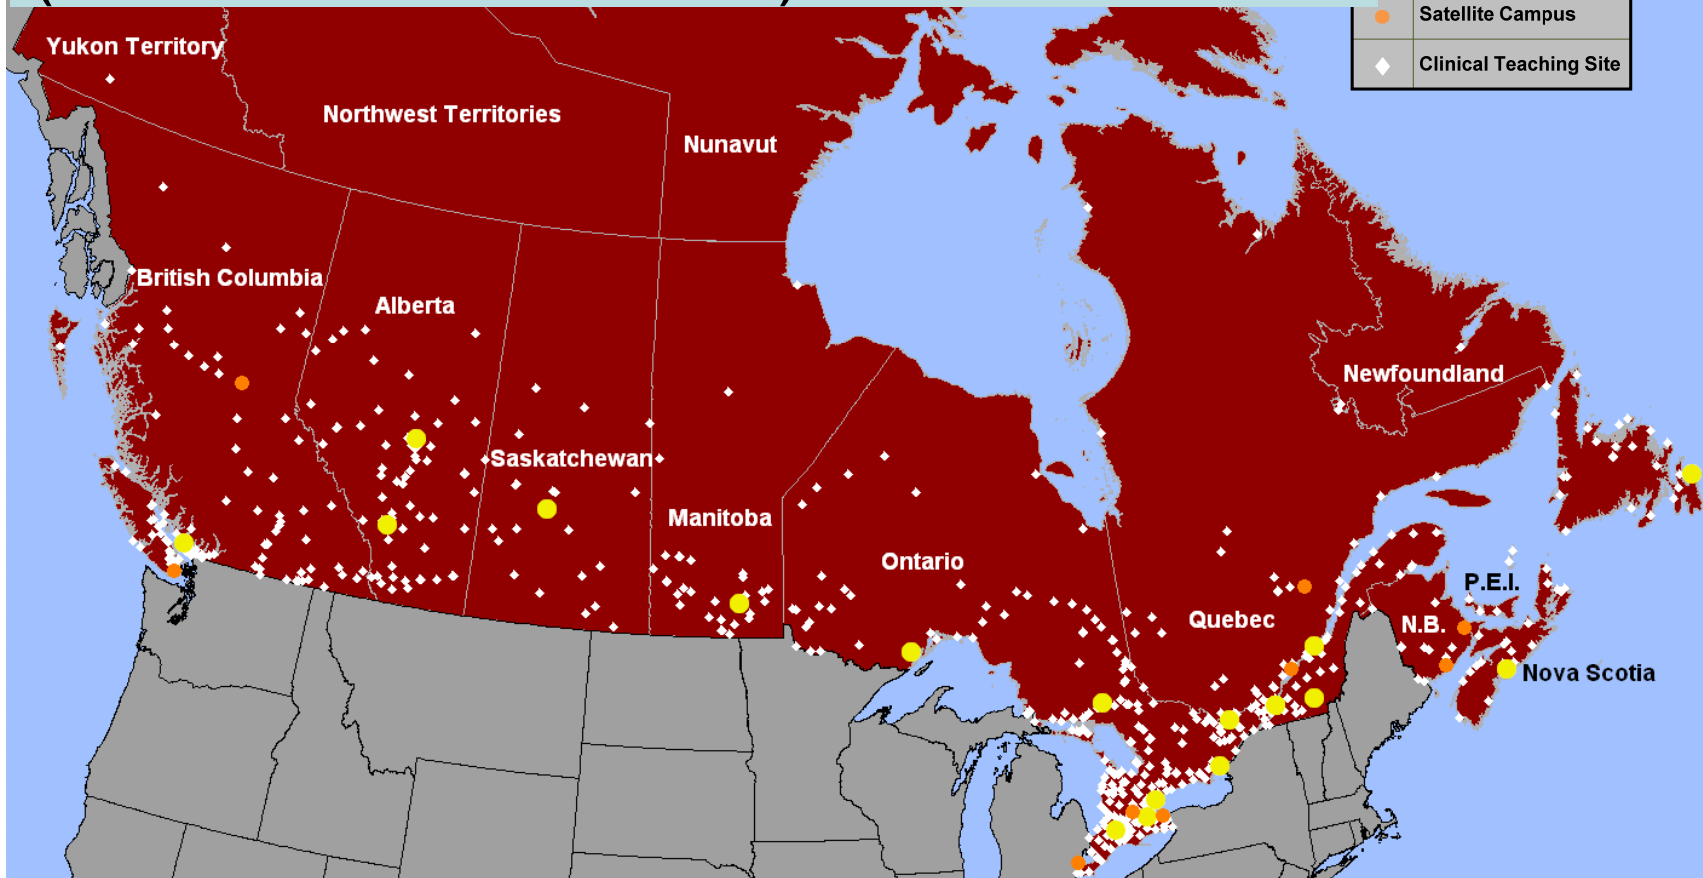 Satellite Campus
Clinical Teaching Site
Yukon Territory
Northwest Territories
Nunavut
British Columbia
Alberta
Newfoundland
Saskatchewan
Manitoba
Ontario
P.E.I.
Quebec
N.B.
Nova Scotia